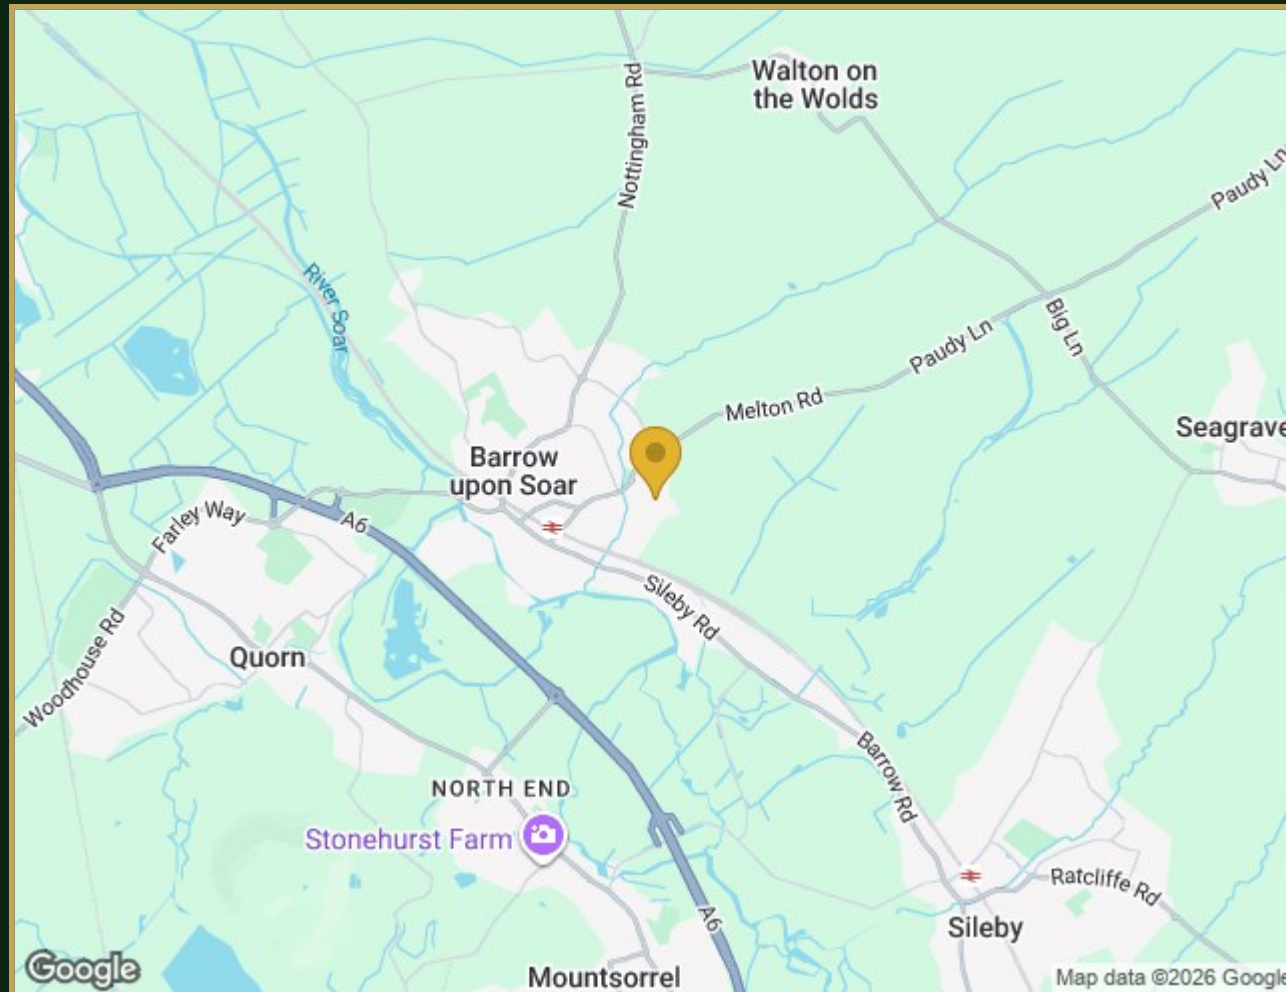 Walton on
the Wolds
Nottingham Rd
Paudy Ln
River Soar
Big Ln
Paudy Ln
Melton Rd
Seagrave
Barrow
upon Soar
A6
Farley Way
Sileby Rd
Woodhouse Rd
Quorn
Barrow Rd
NORTH END
Stonehurst Farm
Ratcliffe Rd
A6
Sileby
Mountsorrel
Google
Map data ©2026 Google